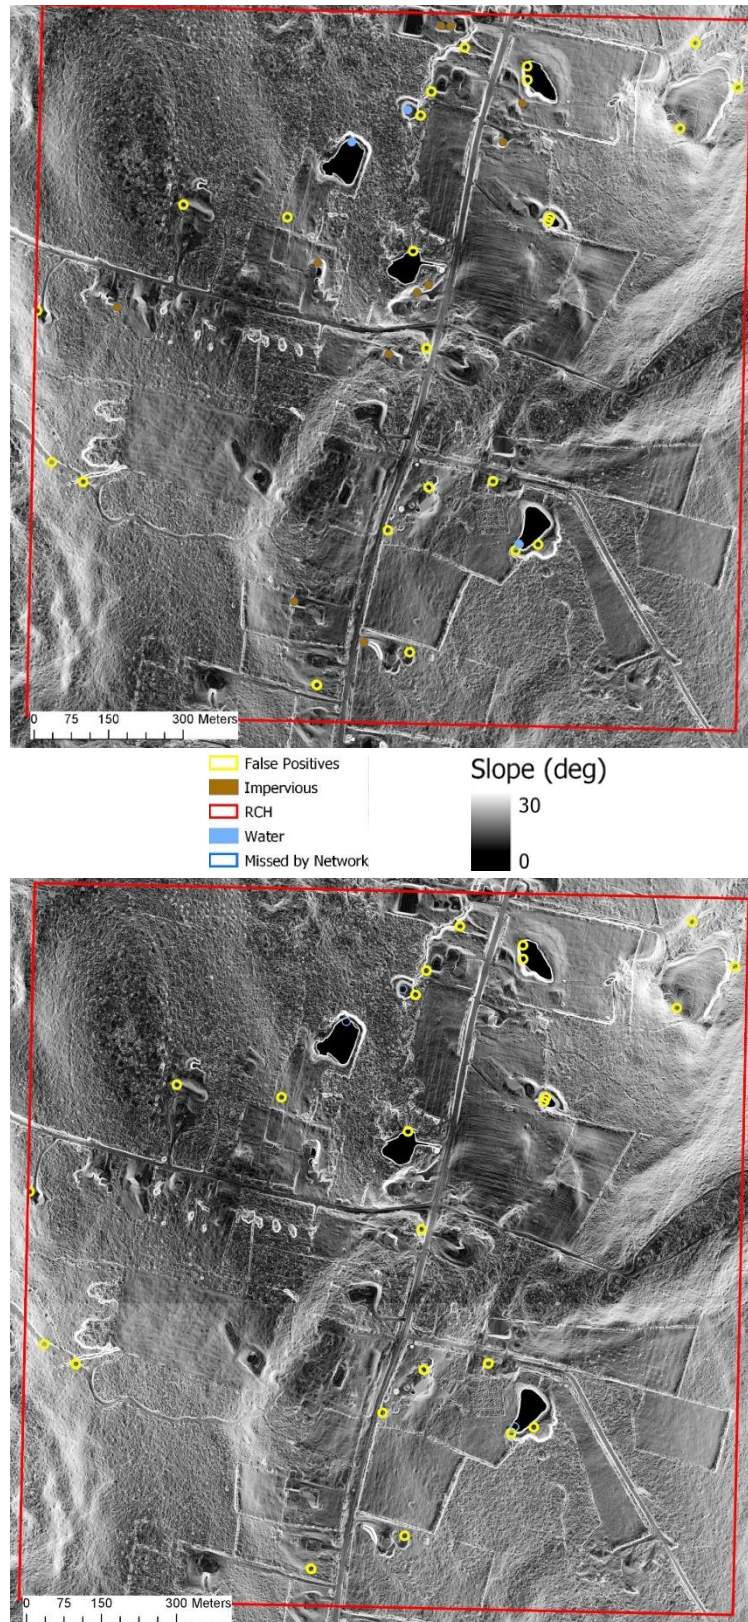 0 75 150 300 Meters
False Positives
Impervious
RCH
Water
Missed by Network
Slope (deg)
30
0
0 75 150 300 Meters